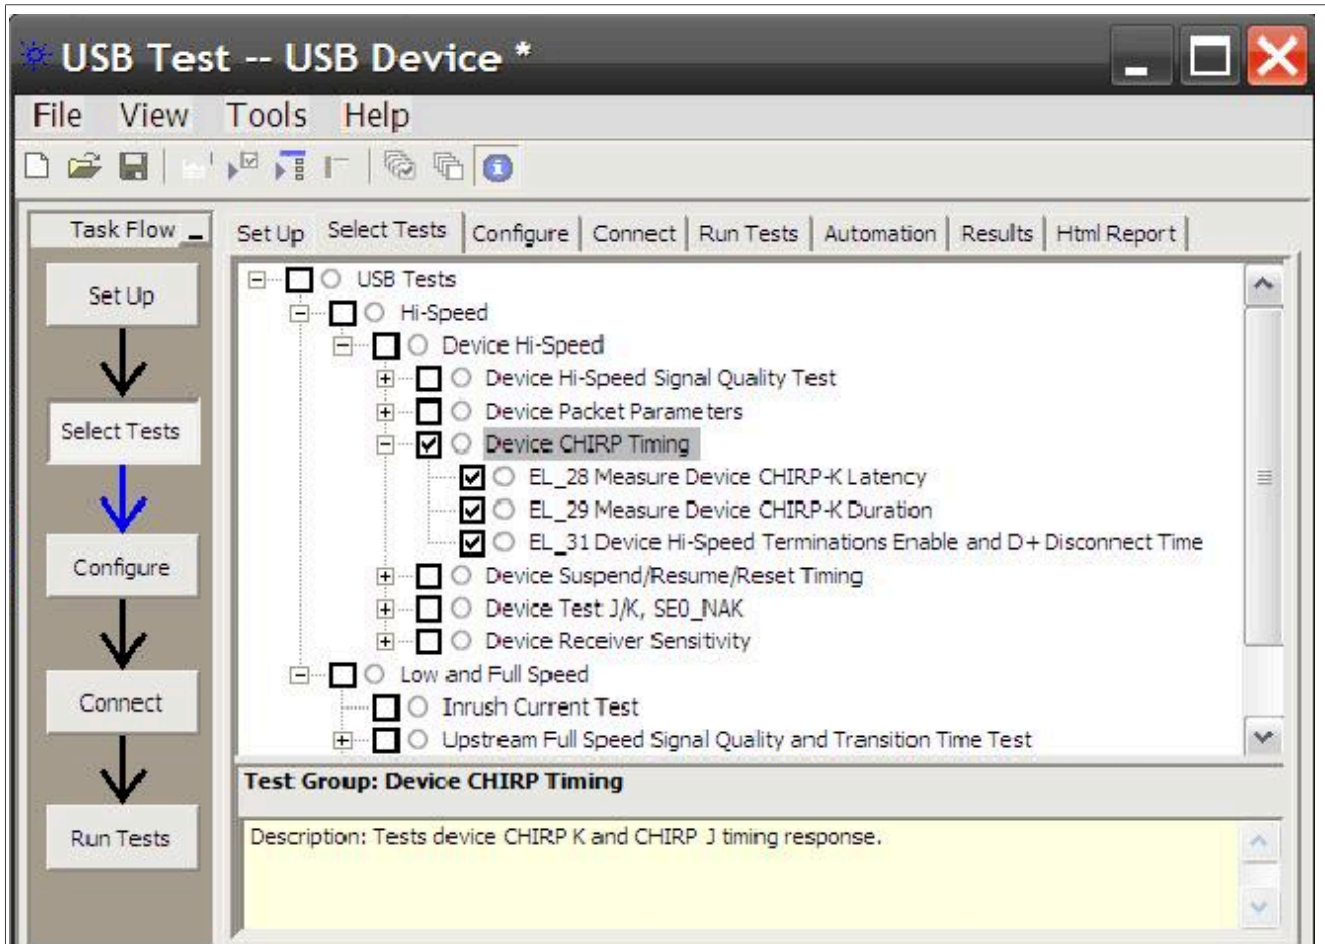 USB Test -- USB Device *
File View Tools Help
Task Flow
Set Up Select Tests Configure Connect Run Tests Automation Results Html Report
Set Up
Select Tests
Configure
Connect
Run Tests
USB Tests
Hi-Speed
Device Hi-Speed
Device Hi-Speed Signal Quality Test
Device Packet Parameters
Device CHIRP Timing
EL_28 Measure Device CHIRP-K Latency
EL_29 Measure Device CHIRP-K Duration
EL_31 Device Hi-Speed Terminations Enable and D+ Disconnect Time
Device Suspend/Resume/Reset Timing
Device Test J/K, SE0_NAK
Device Receiver Sensitivity
Low and Full Speed
Inrush Current Test
Upstream Full Speed Signal Quality and Transition Time Test
Test Group: Device CHIRP Timing
Description: Tests device CHIRP K and CHIRP J timing response.